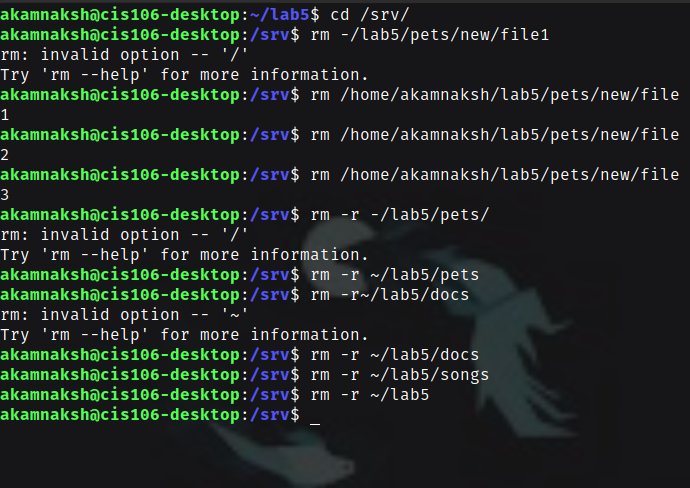 akamnaksh@cis106-desktop:~/lab5$ cd /srv/
akamnaksh@cis106-desktop:/srv$ rm -/lab5/pets/new/file1
rm: invalid option -- '/'
Try 'rm --help' for more information.
akamnaksh@cis106-desktop:/srv$ rm /home/akamnaksh/lab5/pets/new/file
1
akamnaksh@cis106-desktop:/srv$ rm /home/akamnaksh/lab5/pets/new/file
2
akamnaksh@cis106-desktop:/srv$ rm /home/akamnaksh/lab5/pets/new/file
3
akamnaksh@cis106-desktop:/srv$ rm -r -/lab5/pets/
rm: invalid option -- '/'
Try 'rm --help' for more information.
akamnaksh@cis106-desktop:/srv$ rm -r ~/lab5/pets
akamnaksh@cis106-desktop:/srv$ rm -r~/lab5/docs
rm: invalid option -- '~'
Try 'rm --help' for more information.
akamnaksh@cis106-desktop:/srv$ rm -r ~/lab5/docs
akamnaksh@cis106-desktop:/srv$ rm -r ~/lab5/songs
akamnaksh@cis106-desktop:/srv$ rm -r ~/lab5
akamnaksh@cis106-desktop:/srv$ _